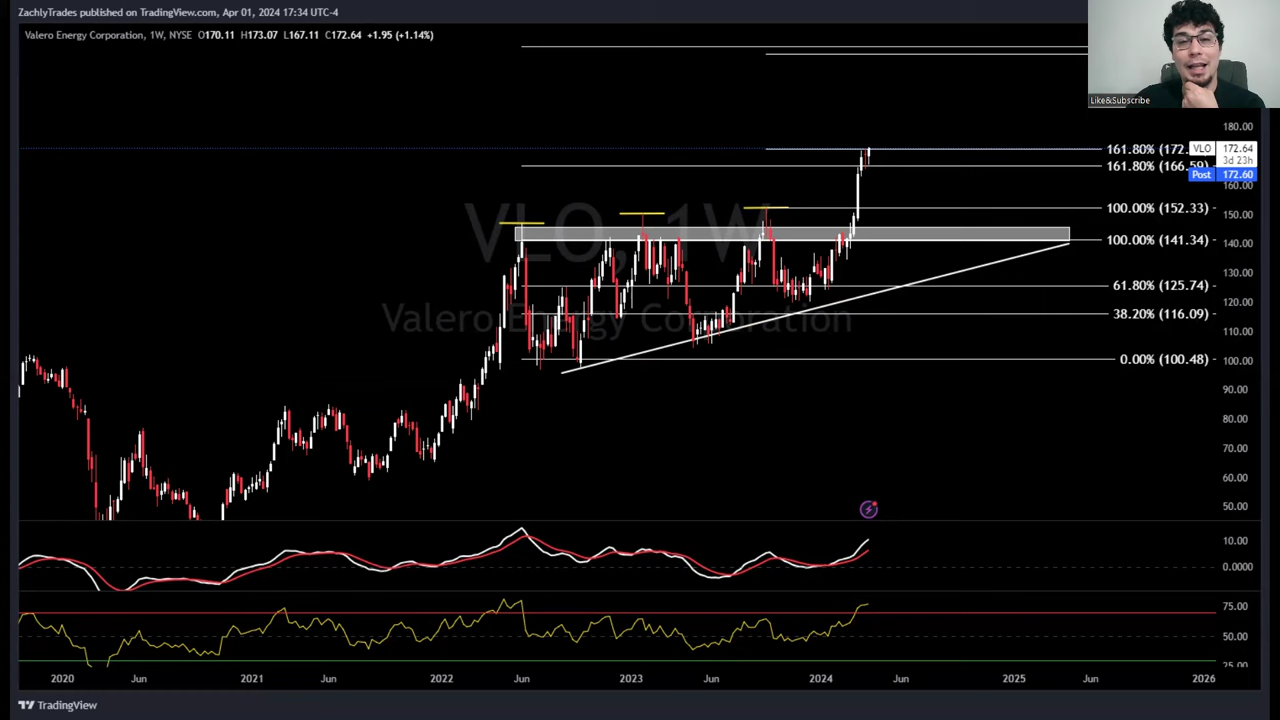 ZachlyTrades published on TradingView.com, Apr 01, 2024 17:34 UTC-4
Valero Energy Corporation, 1W, NYSE O170.11 H173.07 L167.11 C172.64 +1.95 (+1.14%)
Like&Subscribe
180.00
161.80% (172. VLO 172.64
3d 23h
161.80% (166.59)
Post 172.60
160.00
150.00
100.00% (152.33)
140.00
100.00% (141.34)
130.00
61.80% (125.74)
120.00
38.20% (116.09)
110.00
0.00% (100.48)
100.00
90.00
80.00
70.00
60.00
50.00
VLO, 1W
Valero Energy Corporation
10.00
0.0000
75.00
50.00
25.00
2020 Jun 2021 Jun 2022 Jun 2023 Jun 2024 Jun 2025 Jun 2026
TradingView